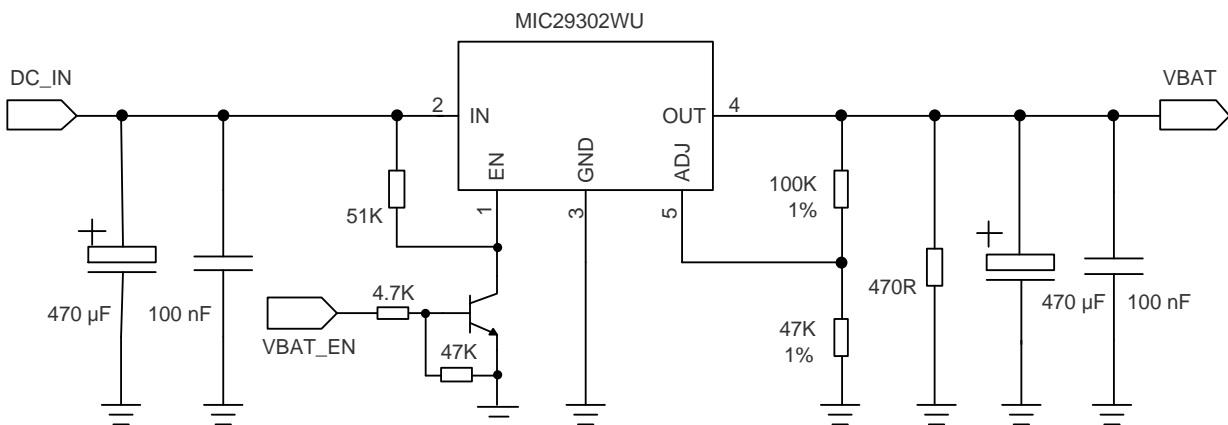 MIC29302WU
DC_IN
VBAT
2
IN
OUT
4
EN
GND
ADJ
1
3
5
51K
100K
1%
470 µF
100 nF
4.7K
VBAT_EN
47K
47K
1%
470R
470 µF
100 nF